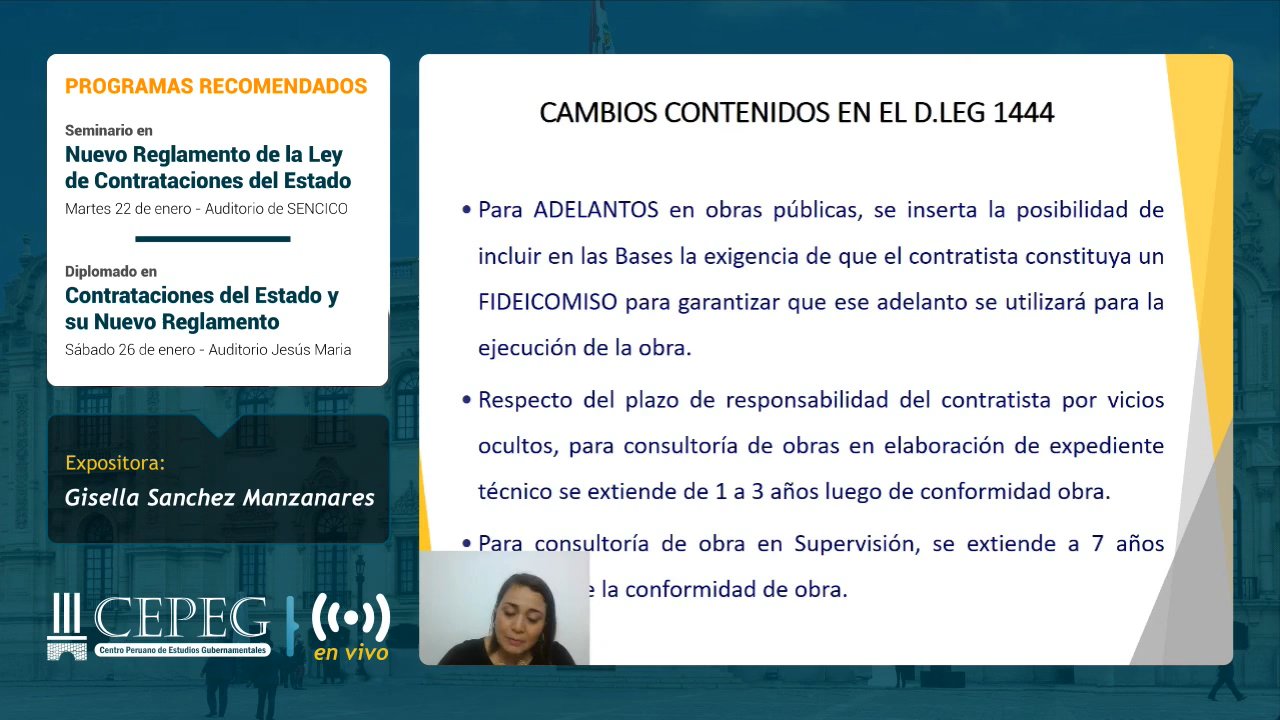 PROGRAMAS RECOMENDADOS
Seminario en
Nuevo Reglamento de la Ley
de Contrataciones del Estado
Martes 22 de enero - Auditorio de SENCICO
Diplomado en
Contrataciones del Estado y
su Nuevo Reglamento
Sábado 26 de enero - Auditorio Jesús Maria
Expositora:
Gisella Sanchez Manzanares
CEPEG
Centro Peruano de Estudios Gubernamentales
en vivo
CAMBIOS CONTENIDOS EN EL D.LEG 1444
• Para ADELANTOS en obras públicas, se inserta la posibilidad de
incluir en las Bases la exigencia de que el contratista constituya un
FIDEICOMISO para garantizar que ese adelanto se utilizará para la
ejecución de la obra.
• Respecto del plazo de responsabilidad del contratista por vicios
ocultos, para consultoría de obras en elaboración de expediente
técnico se extiende de 1 a 3 años luego de conformidad obra.
• Para consultoría de obra en Supervisión, se extiende a 7 años
la conformidad de obra.